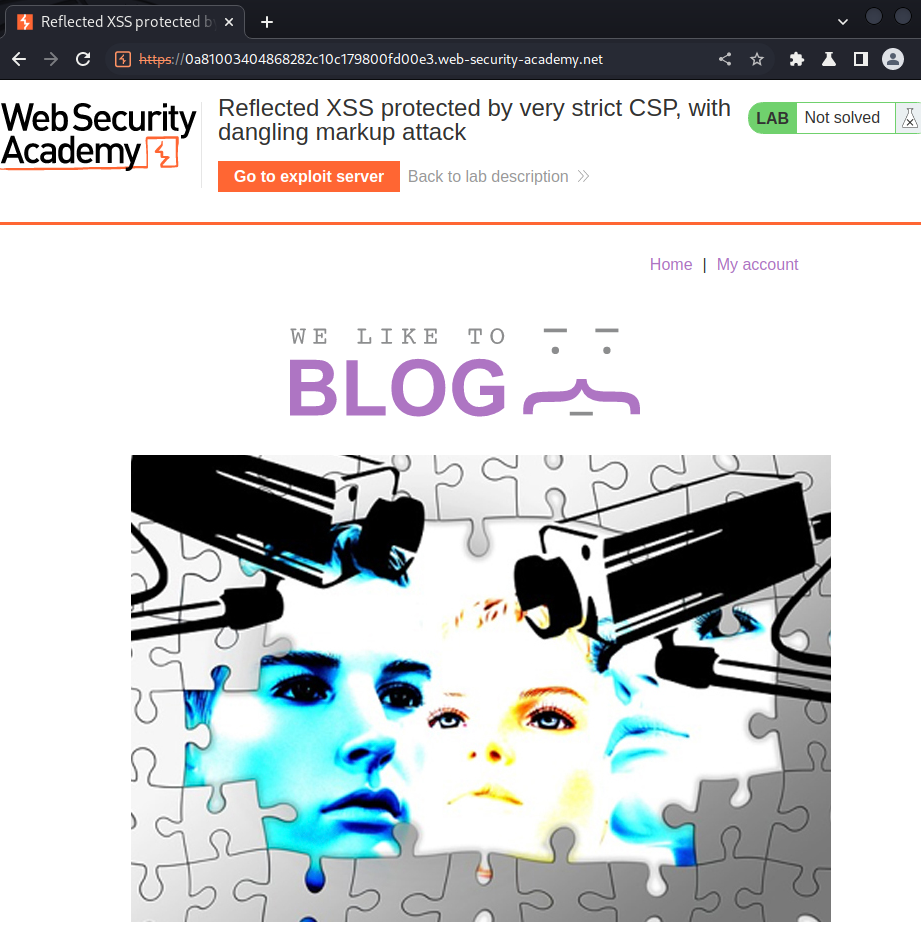 Reflected XSS protected b
https://0a81003404868282c10c179800fd00e3.web-security-academy.net
Web Security
Academy
Reflected XSS protected by very strict CSP, with
dangling markup attack
LAB Not solved
Go to exploit server Back to lab description
Home | My account
WE LIKE TO
BLOG